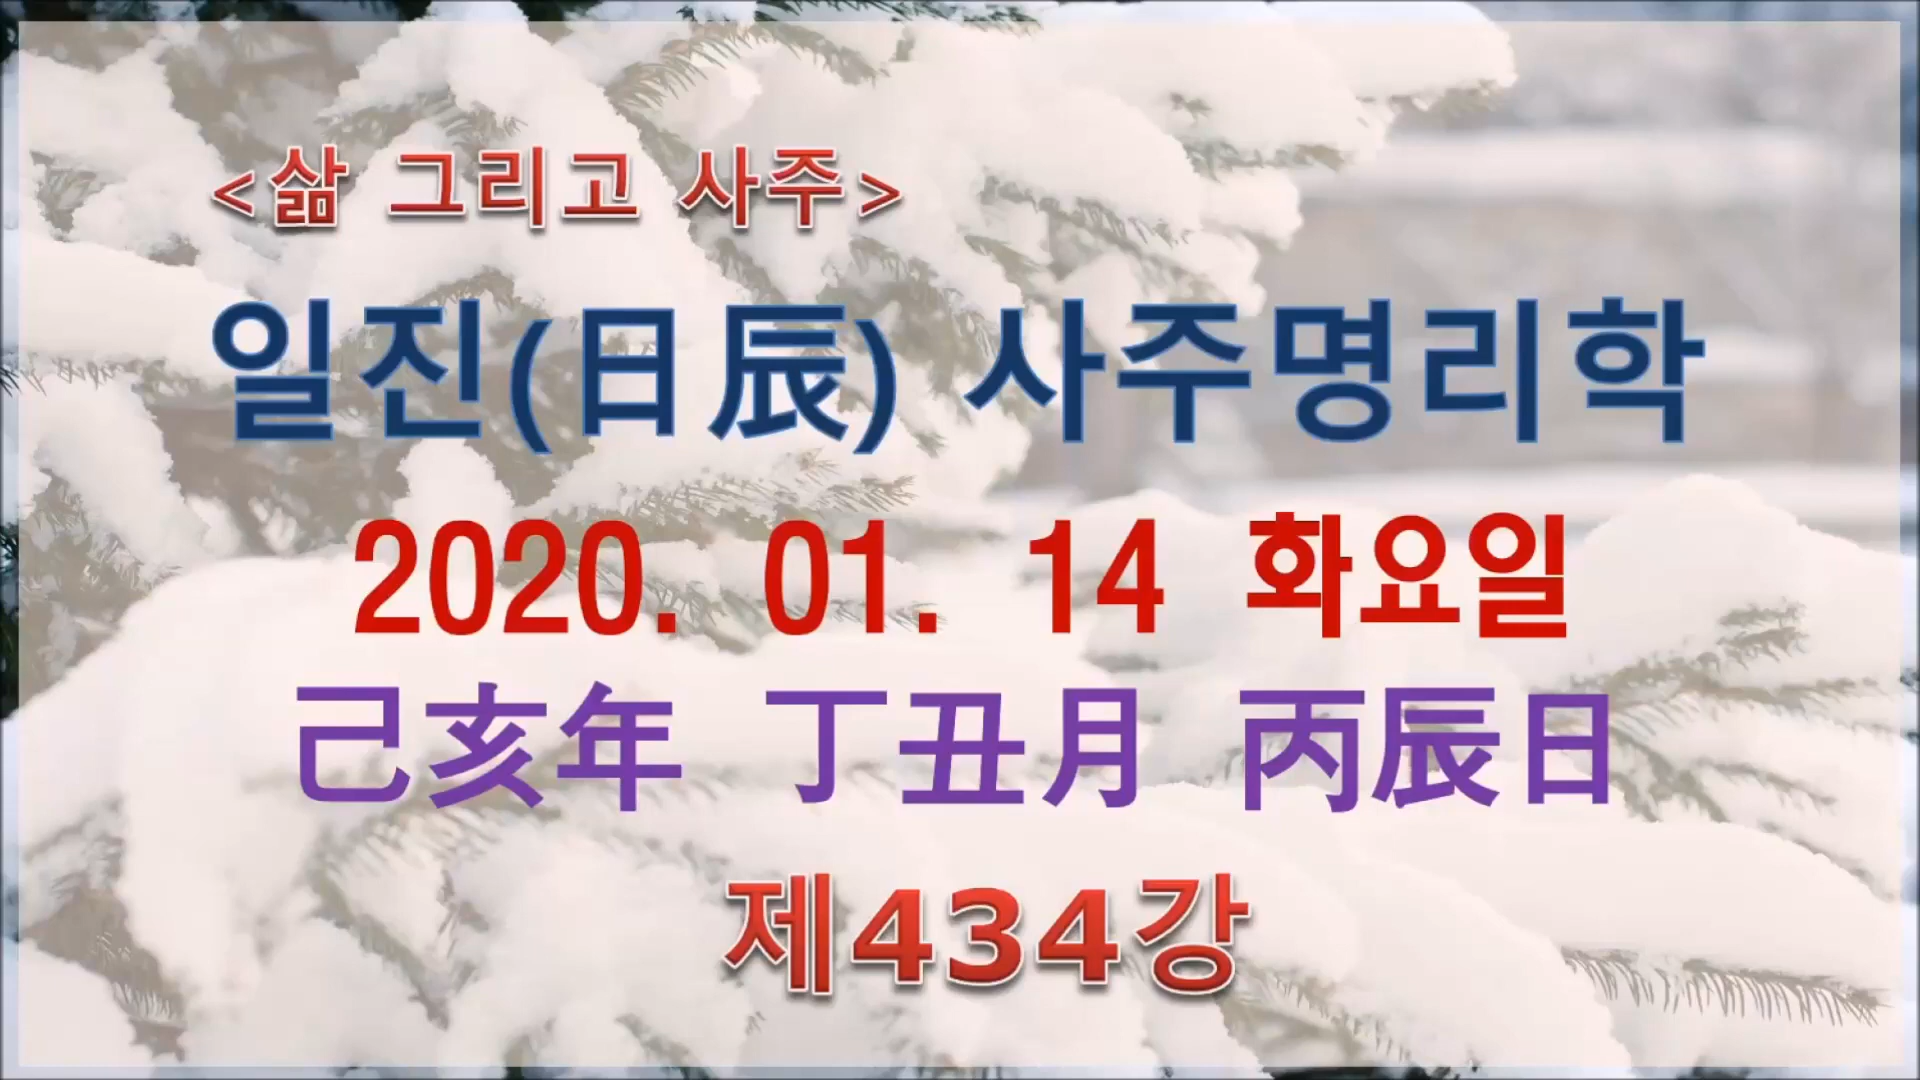 <삶 그리고 사주>
일진(日辰) 사주명리학
2020. 01. 14 화요일
己亥年 丁丑月 丙辰日
제434강